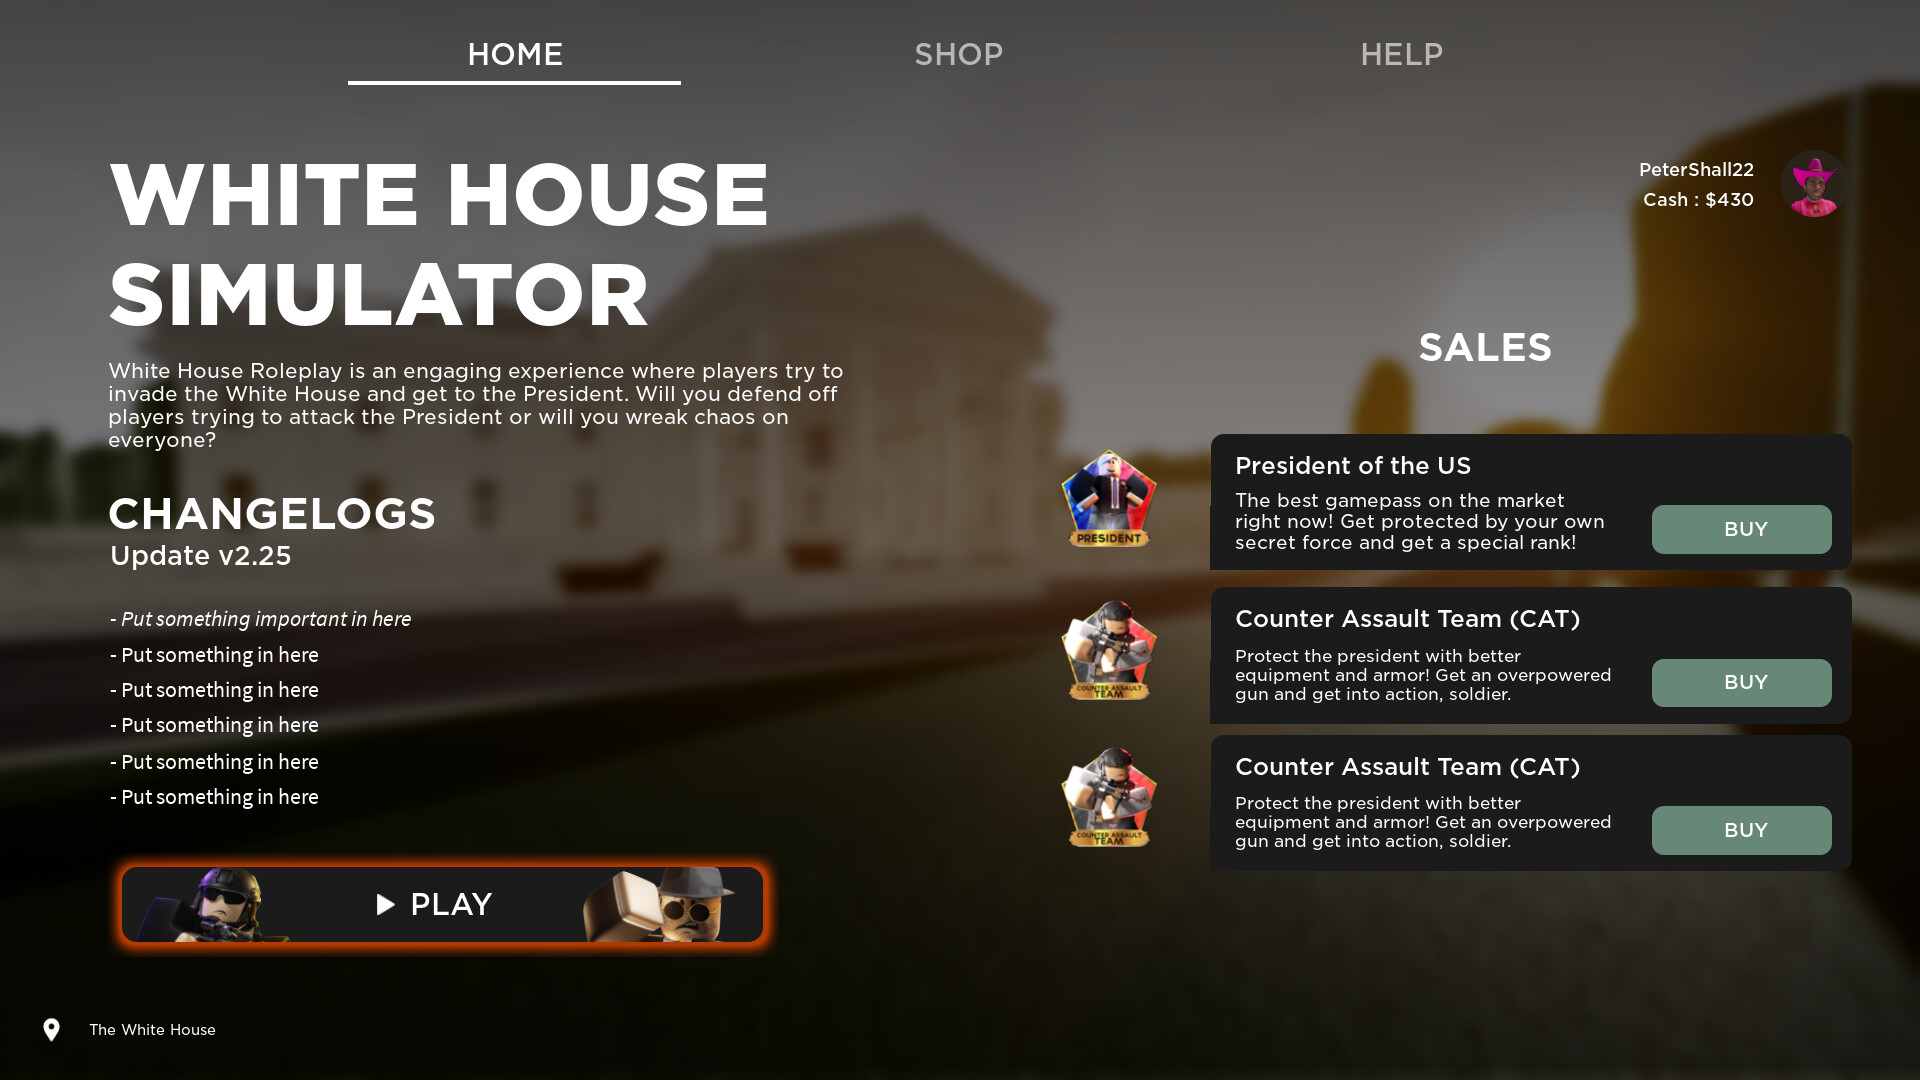 HOME
SHOP
HELP
WHITE HOUSE
SIMULATOR
White House Roleplay is an engaging experience where players try to
invade the White House and get to the President. Will you defend off
players trying to attack the President or will you wreak chaos on
everyone?
CHANGELOGS
Update v2.25
- Put something important in here
- Put something in here
- Put something in here
- Put something in here
- Put something in here
- Put something in here
PLAY
The White House
PeterShall22
Cash : $430
SALES
PRESIDENT
President of the US
The best gamepass on the market
right now! Get protected by your own
secret force and get a special rank!
BUY
COUNTER ASSAULT
TEAM
Counter Assault Team (CAT)
Protect the president with better
equipment and armor! Get an overpowered
gun and get into action, soldier.
BUY
COUNTER ASSAULT
TEAM
Counter Assault Team (CAT)
Protect the president with better
equipment and armor! Get an overpowered
gun and get into action, soldier.
BUY